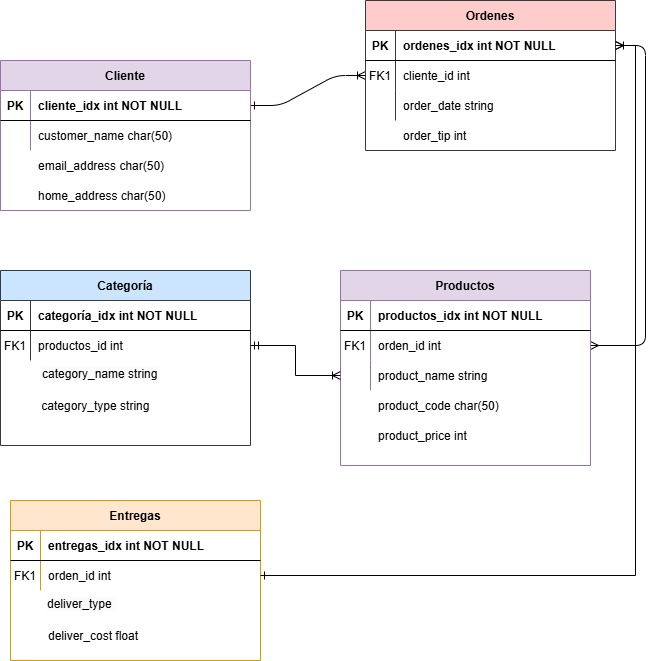 Ordenes
PK ordenes_idx int NOT NULL
FK1 cliente_id int
order_date string
order_tip int
Cliente
PK cliente_idx int NOT NULL
customer_name char(50)
email_address char(50)
home_address char(50)
Categoría
PK categoría_idx int NOT NULL
FK1 productos_id int
category_name string
category_type string
Productos
PK productos_idx int NOT NULL
FK1 orden_id int
product_name string
product_code char(50)
product_price int
Entregas
PK entregas_idx int NOT NULL
FK1 orden_id int
deliver_type
deliver_cost float